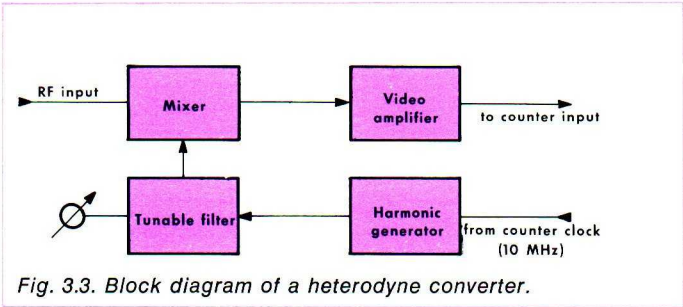 RF input
Mixer
Video
amplifier
to counter input
Tunable filter
Harmonic
generator
from counter clock
(10 MHz)
Fig. 3.3. Block diagram of a heterodyne converter.